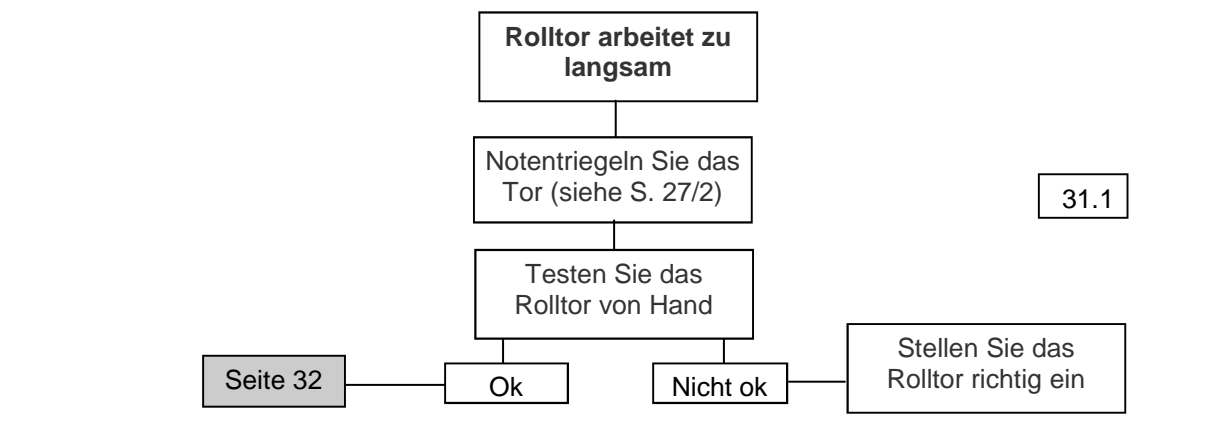 Rolltor arbeitet zu
langsam
Notentriegeln Sie das
Tor (siehe S. 27/2)
31.1
Testen Sie das
Rolltor von Hand
Seite 32
Ok
Nicht ok
Stellen Sie das
Rolltor richtig ein